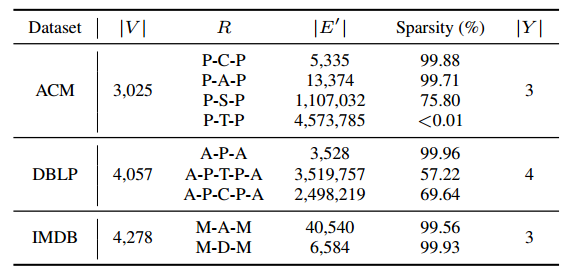 Dataset |V| R |E′| Sparsity (%) |Y|
P-C-P 5,335 99.88
P-A-P 13,374 99.71
ACM 3,025 3
P-S-P 1,107,032 75.80
P-T-P 4,573,785 <0.01
A-P-A 3,528 99.96
DBLP 4,057 A-P-T-P-A 3,519,757 57.22 4
A-P-C-P-A 2,498,219 69.64
M-A-M 40,540 99.56
IMDB 4,278 3
M-D-M 6,584 99.93